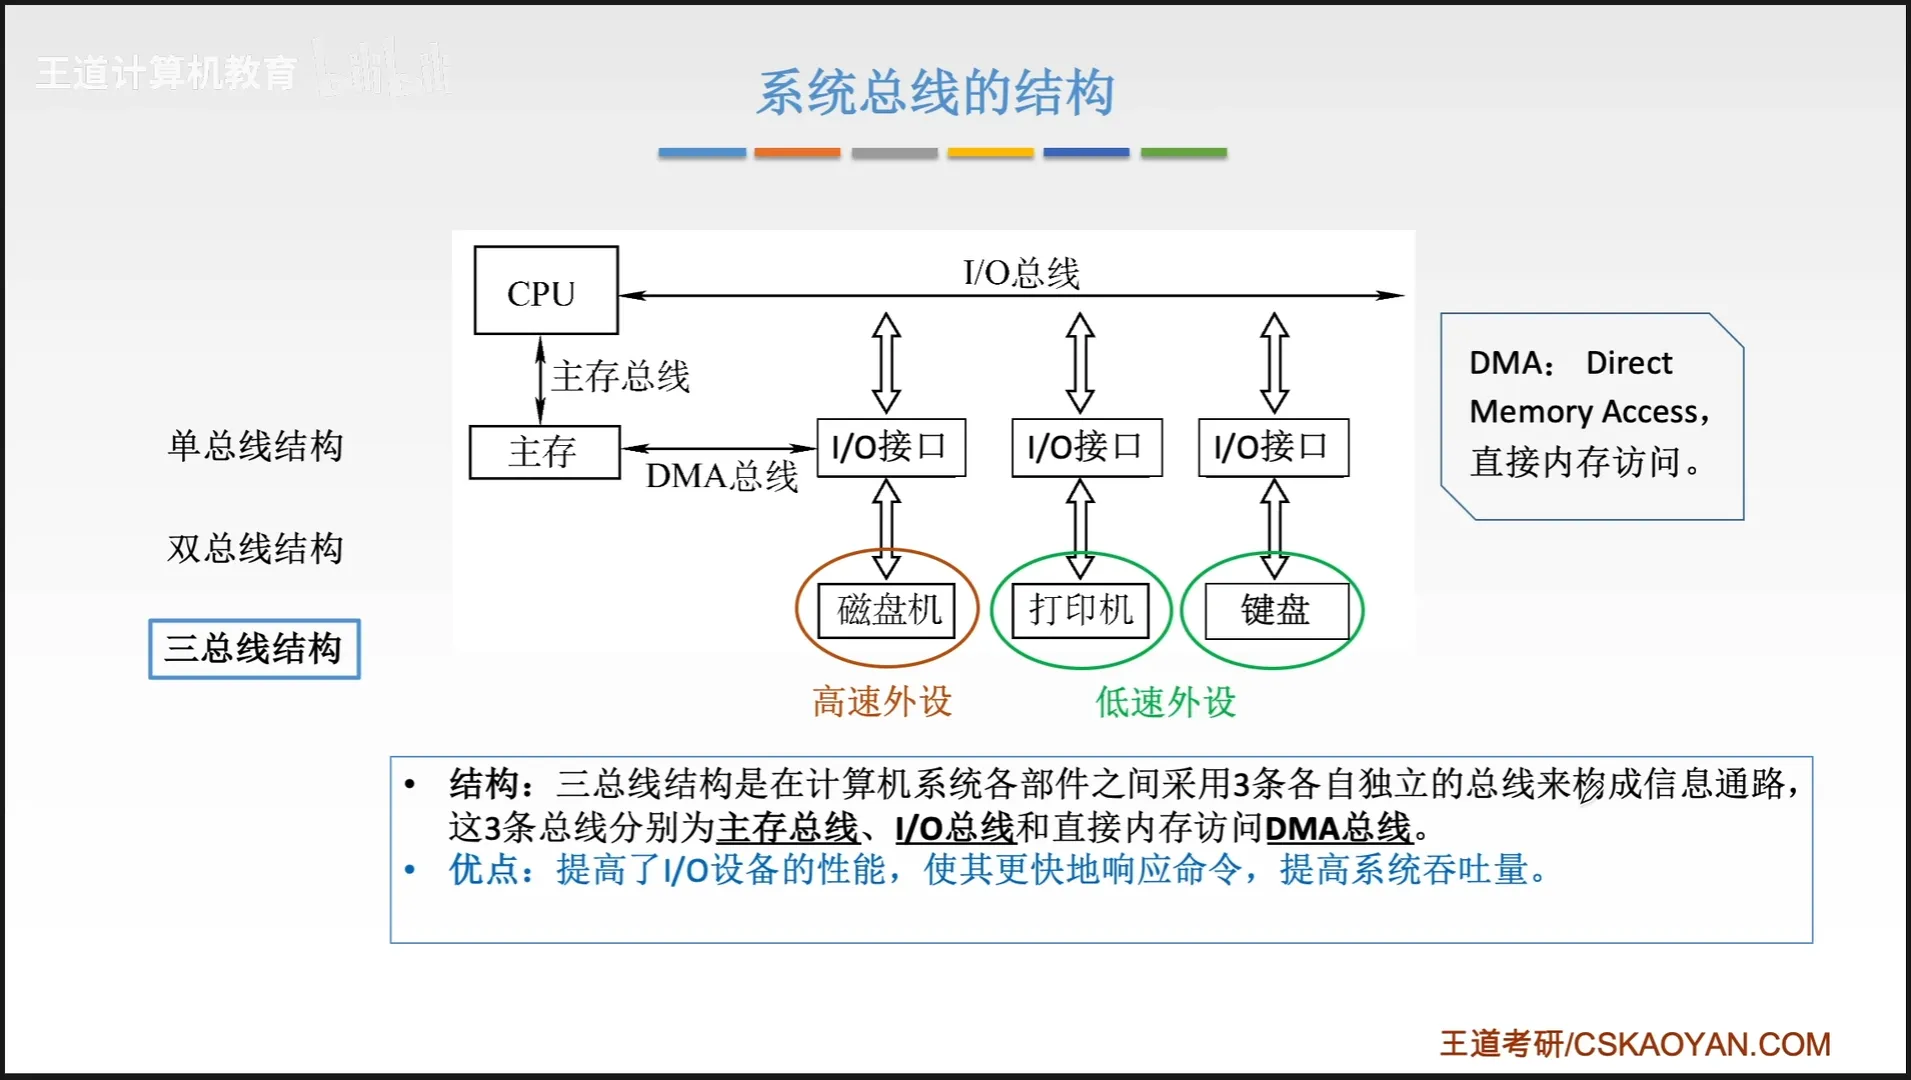 王道计算机教育
系统总线的结构
CPU
I/O总线
主存总线
主存
DMA总线
I/O接口
I/O接口
I/O接口
磁盘机
打印机
键盘
高速外设
低速外设
单总线结构
双总线结构
三总线结构
DMA： Direct
Memory Access，
直接内存访问。
• 结构：三总线结构是在计算机系统各部件之间采用3条各自独立的总线来构成信息通路，
这3条总线分别为主存总线、I/O总线和直接内存访问DMA总线。
• 优点：提高了I/O设备的性能，使其更快地响应命令，提高系统吞吐量。
王道考研/CSKAOYAN.COM